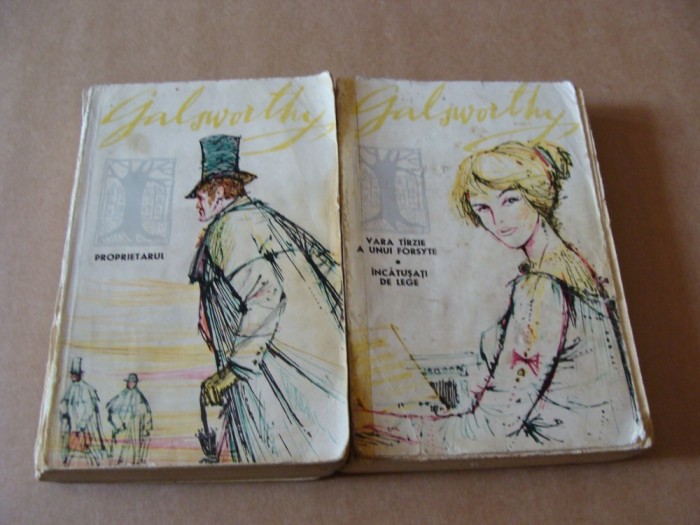 Galsworthy
PROPRIETARUL
Galsworthy
VARA TÎRZIE
A UNUI FORSYTE
•
ÎNCĂTUȘAȚI
DE LEGE